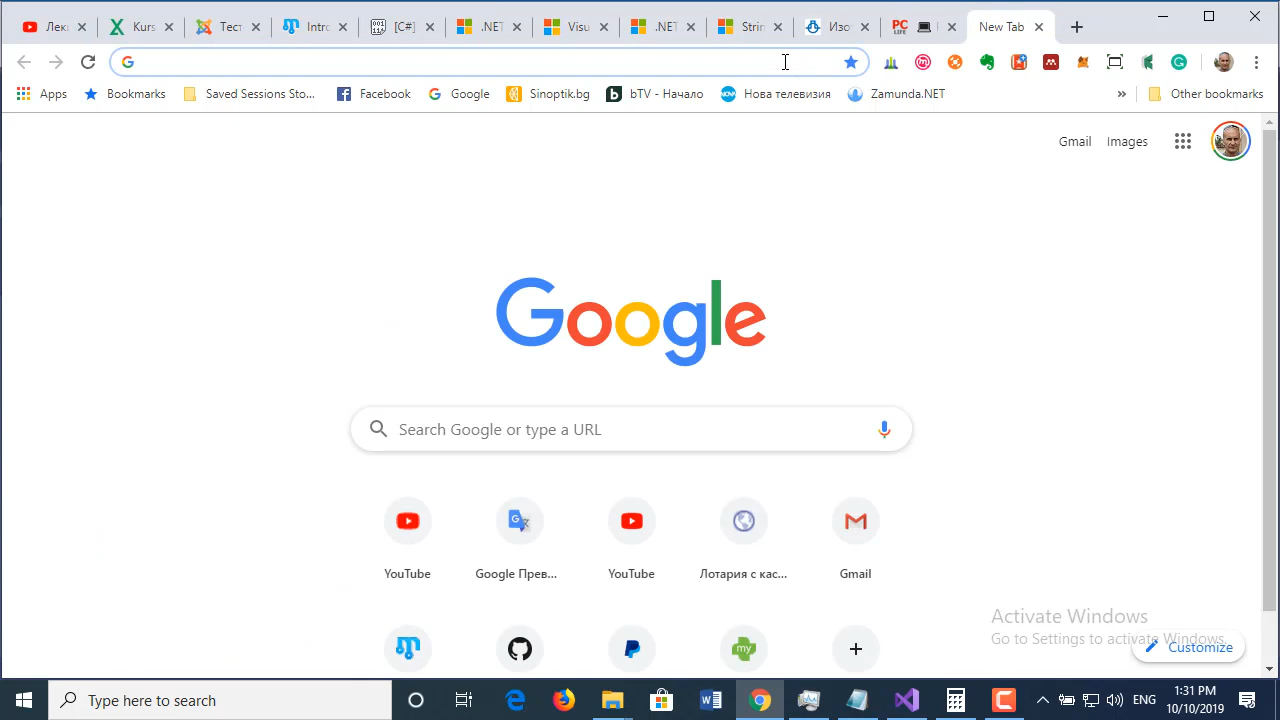 Лек
Kurs
Тест
Intro
[C#]
.NET
Visu
.NET
Strin
Изо
PC LIFE
New Tab
Apps
Bookmarks
Saved Sessions Sto...
Facebook
Google
Sinoptik.bg
bTV - Начало
Нова телевизия
Zamunda.NET
»
Other bookmarks
Gmail
Images
Google
Search Google or type a URL
YouTube
Google Прев...
YouTube
Лотария с кас...
Gmail
Activate Windows
Go to Settings to activate Windows.
Customize
Type here to search
ENG
1:31 PM
10/10/2019